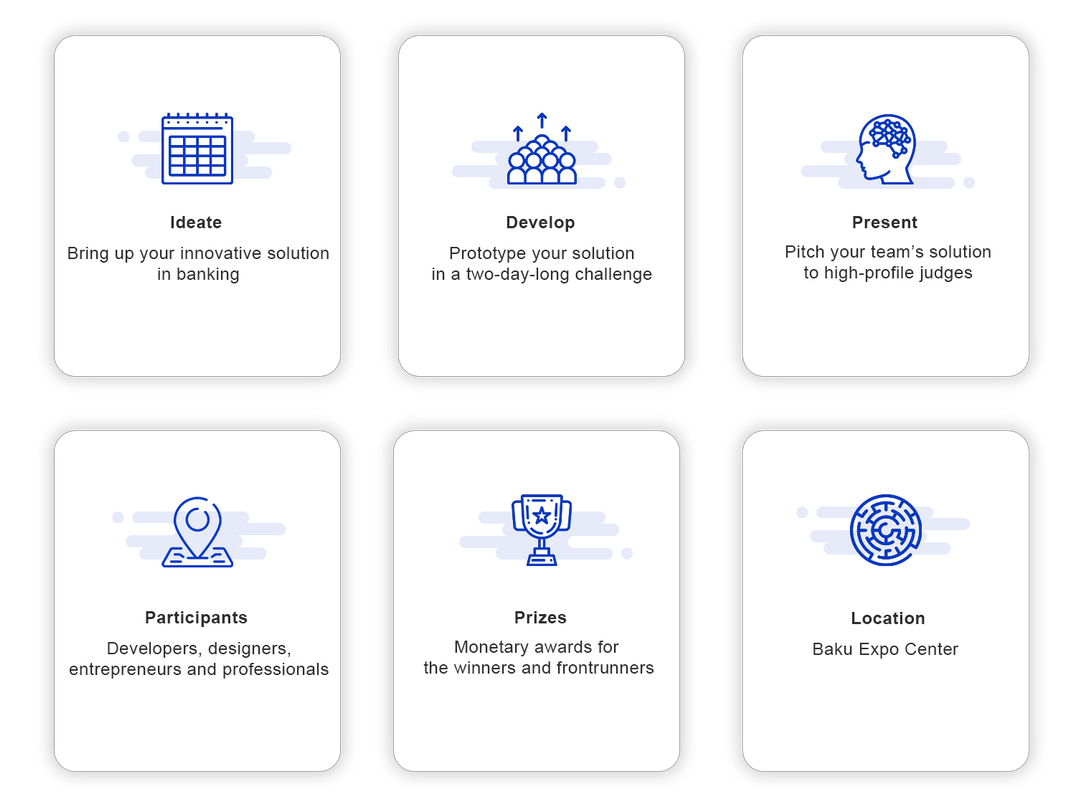 Ideate
Bring up your innovative solution
in banking
Develop
Prototype your solution
in a two-day-long challenge
Present
Pitch your team’s solution
to high-profile judges
Participants
Developers, designers,
entrepreneurs and professionals
Prizes
Monetary awards for
the winners and frontrunners
Location
Baku Expo Center